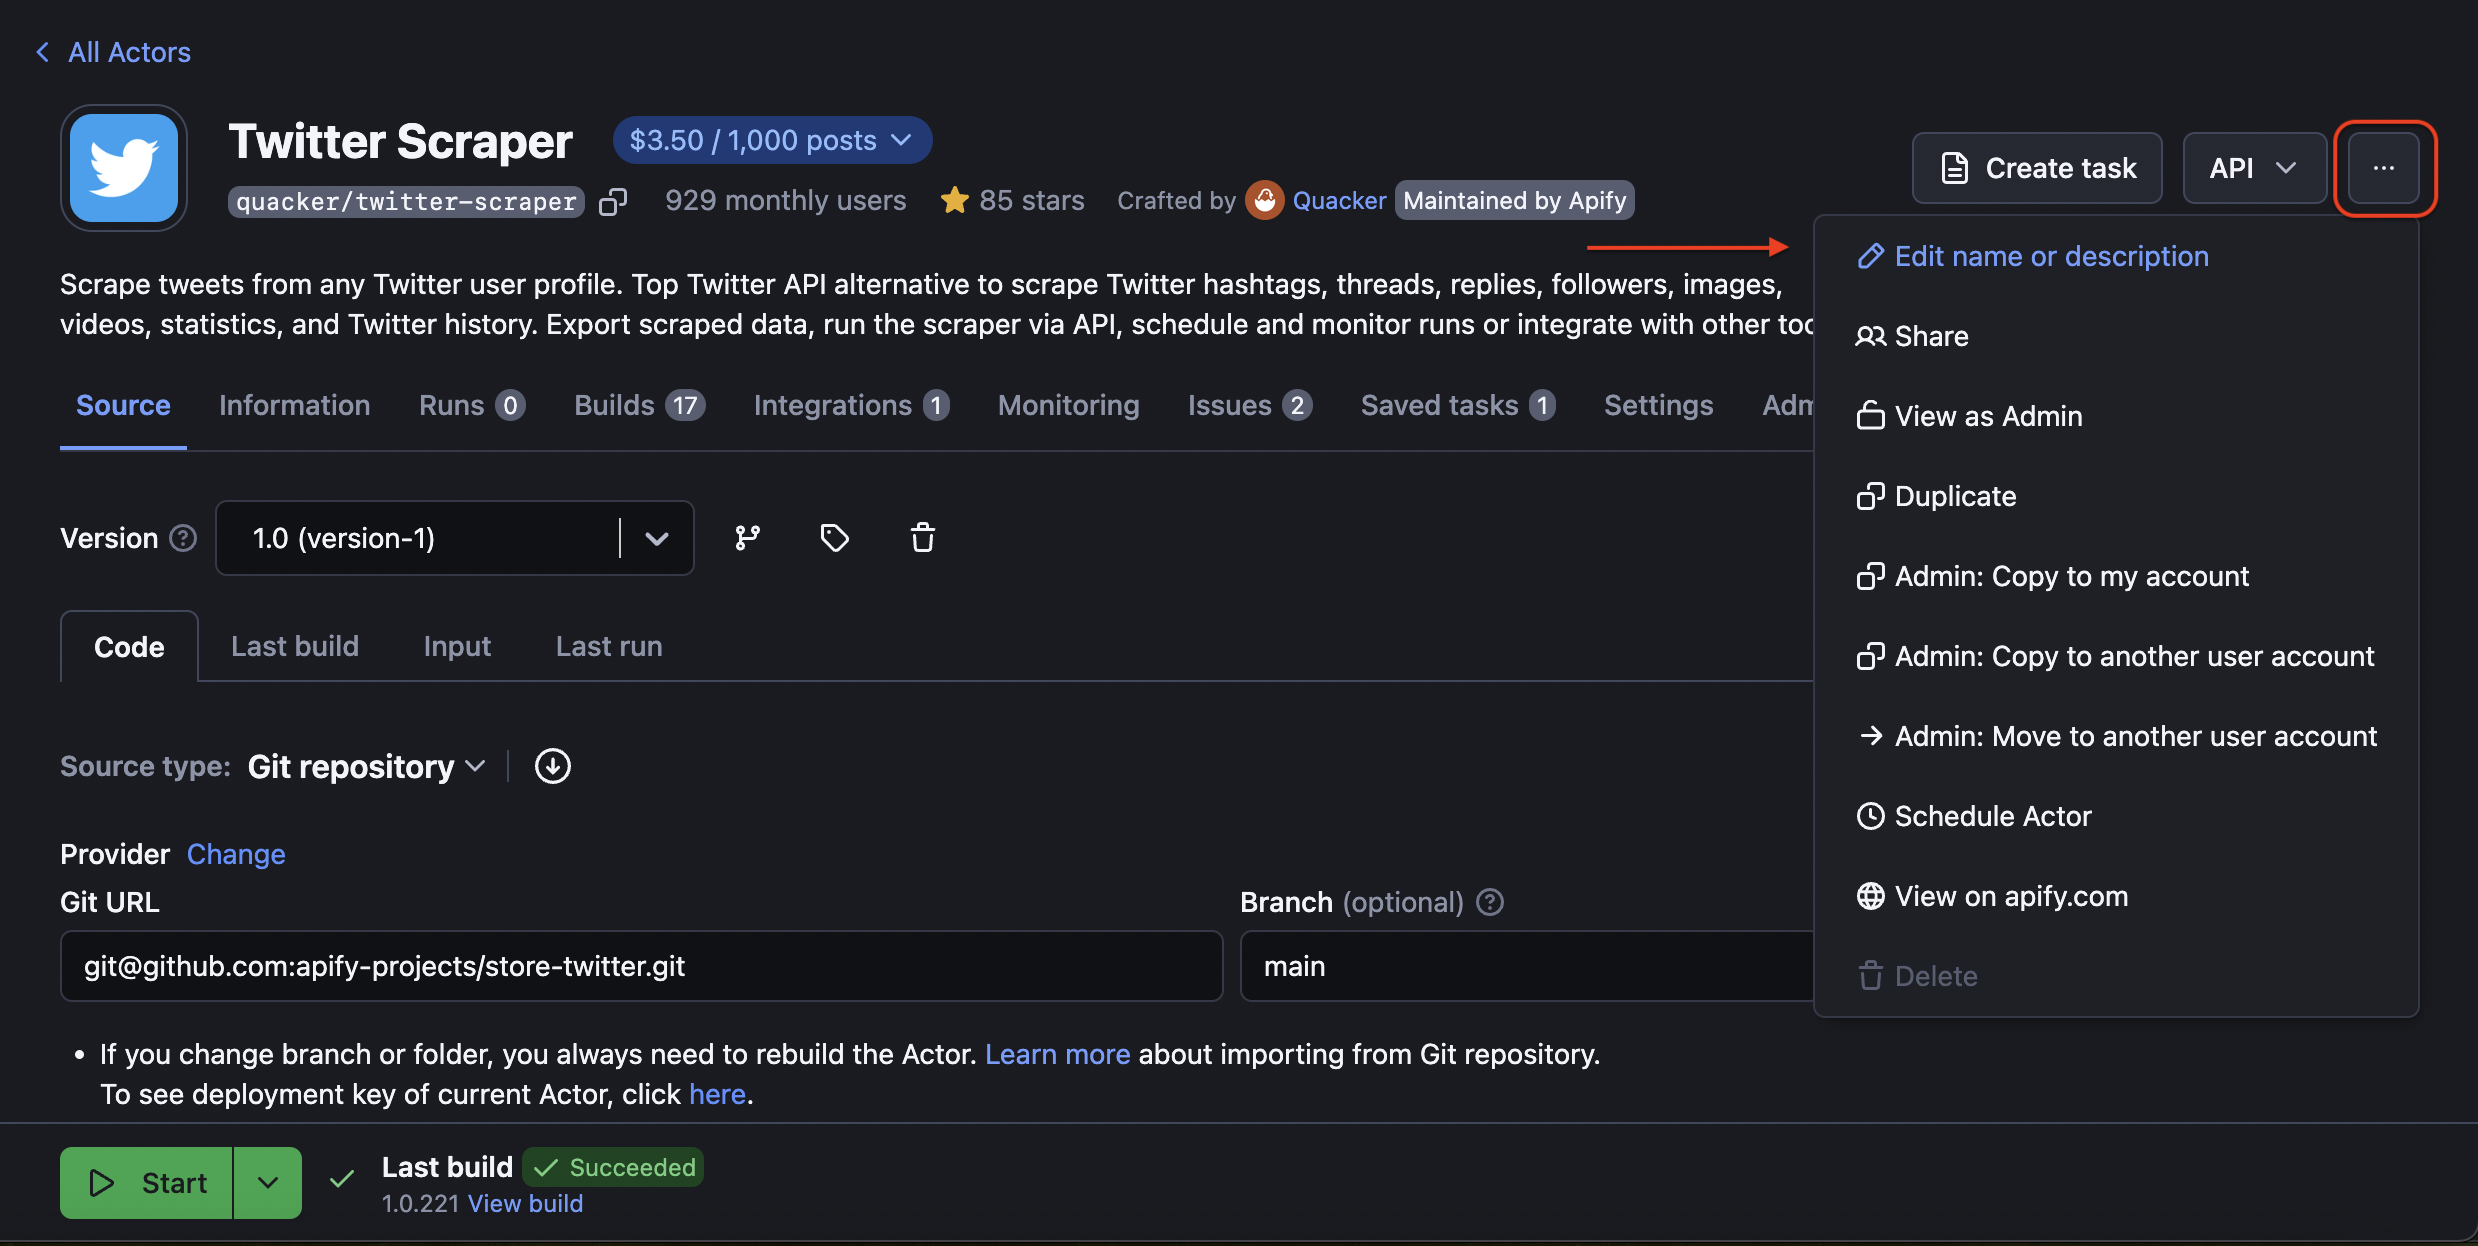 All Actors
Twitter Scraper
$3.50 / 1,000 posts
Create task
API
quacker/twitter-scraper
929 monthly users
85 stars
Crafted by
Quacker
Maintained by Apify
Scrape tweets from any Twitter user profile. Top Twitter API alternative to scrape Twitter hashtags, threads, replies, followers, images,
videos, statistics, and Twitter history. Export scraped data, run the scraper via API, schedule and monitor runs or integrate with other too
Source
Information
Runs 0
Builds 17
Integrations 1
Monitoring
Issues 2
Saved tasks 1
Settings
Adm
Edit name or description
Share
View as Admin
Duplicate
Admin: Copy to my account
Admin: Copy to another user account
Admin: Move to another user account
Schedule Actor
View on apify.com
Delete
Version
1.0 (version-1)
Code
Last build
Input
Last run
Source type: Git repository
Provider Change
Git URL
Branch (optional)
git@github.com:apify-projects/store-twitter.git
main
• If you change branch or folder, you always need to rebuild the Actor. Learn more about importing from Git repository.
To see deployment key of current Actor, click here.
Start
Last build Succeeded
1.0.221 View build